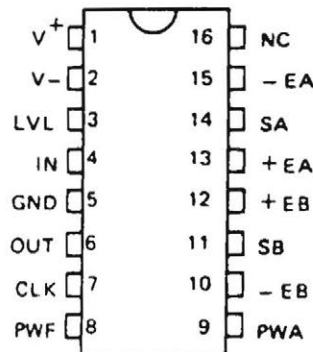 V+ 1 16 NC
V- 2 15 -EA
LVL 3 14 SA
IN 4 13 +EA
GND 5 12 +EB
OUT 6 11 SB
CLK 7 10 -EB
PWF 8 9 PWA